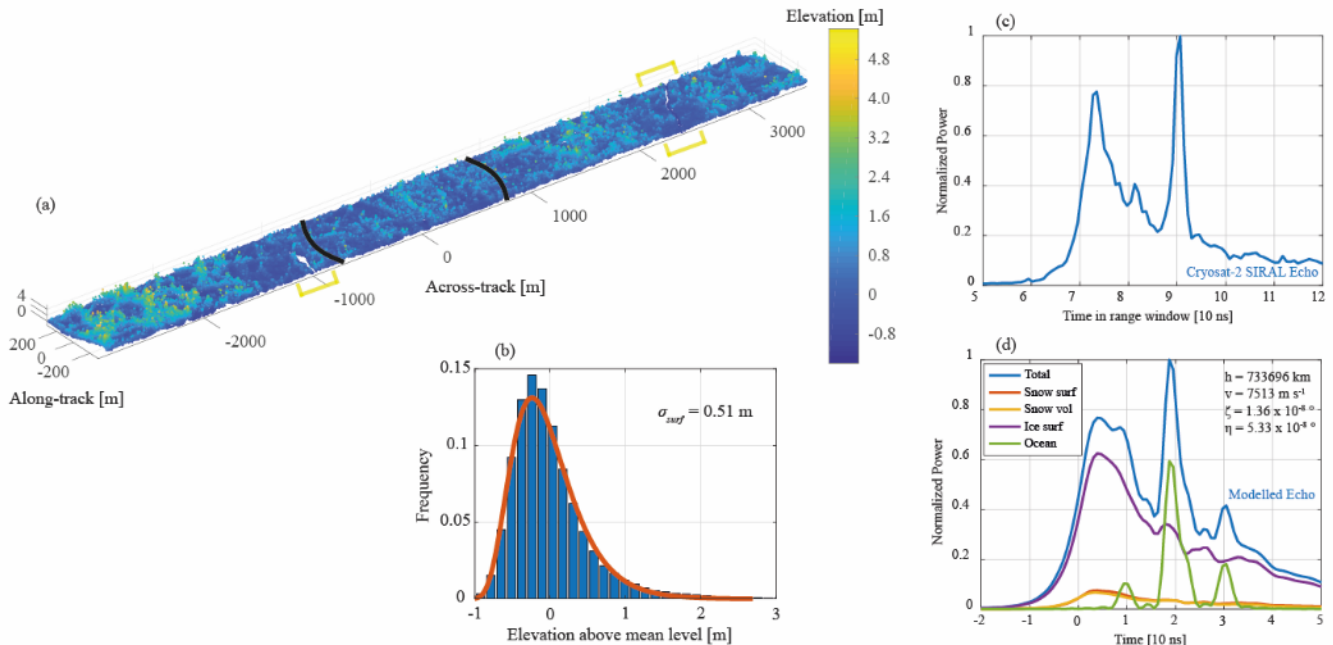 Elevation [m]
4.8
4.0
3.2
2.4
1.6
0.8
0
-0.8
(a)
3000
2000
1000
0
-1000
-2000
Across-track [m]
4
0
200
0
-200
Along-track [m]
(b)
0.15
0.1
0.05
0
Frequency
σsurf = 0.51 m
-1 0 1 2 3
Elevation above mean level [m]
(c)
1
0.8
0.6
0.4
0.2
0
Normalized Power
Cryosat-2 SIRAL Echo
5 6 7 8 9 10 11 12
Time in range window [10 ns]
(d)
1
0.8
0.6
0.4
0.2
0
Normalized Power
Total
Snow surf
Snow vol
Ice surf
Ocean
h = 733696 km
v = 7513 m s⁻¹
ζ = 1.36 x 10⁻⁸ °
η = 5.33 x 10⁻⁸ °
Modelled Echo
-2 -1 0 1 2 3 4 5
Time [10 ns]